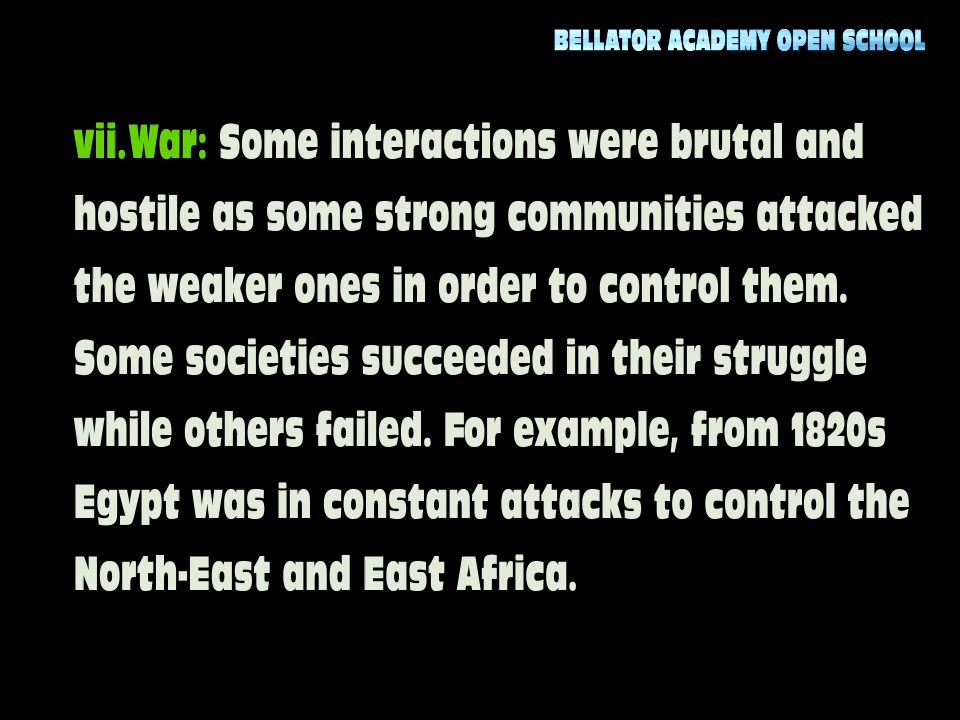 BELLATOR ACADEMY OPEN SCHOOL
vii.War: Some interactions were brutal and
hostile as some strong communities attacked
the weaker ones in order to control them.
Some societies succeeded in their struggle
while others failed. For example, from 1820s
Egypt was in constant attacks to control the
North-East and East Africa.